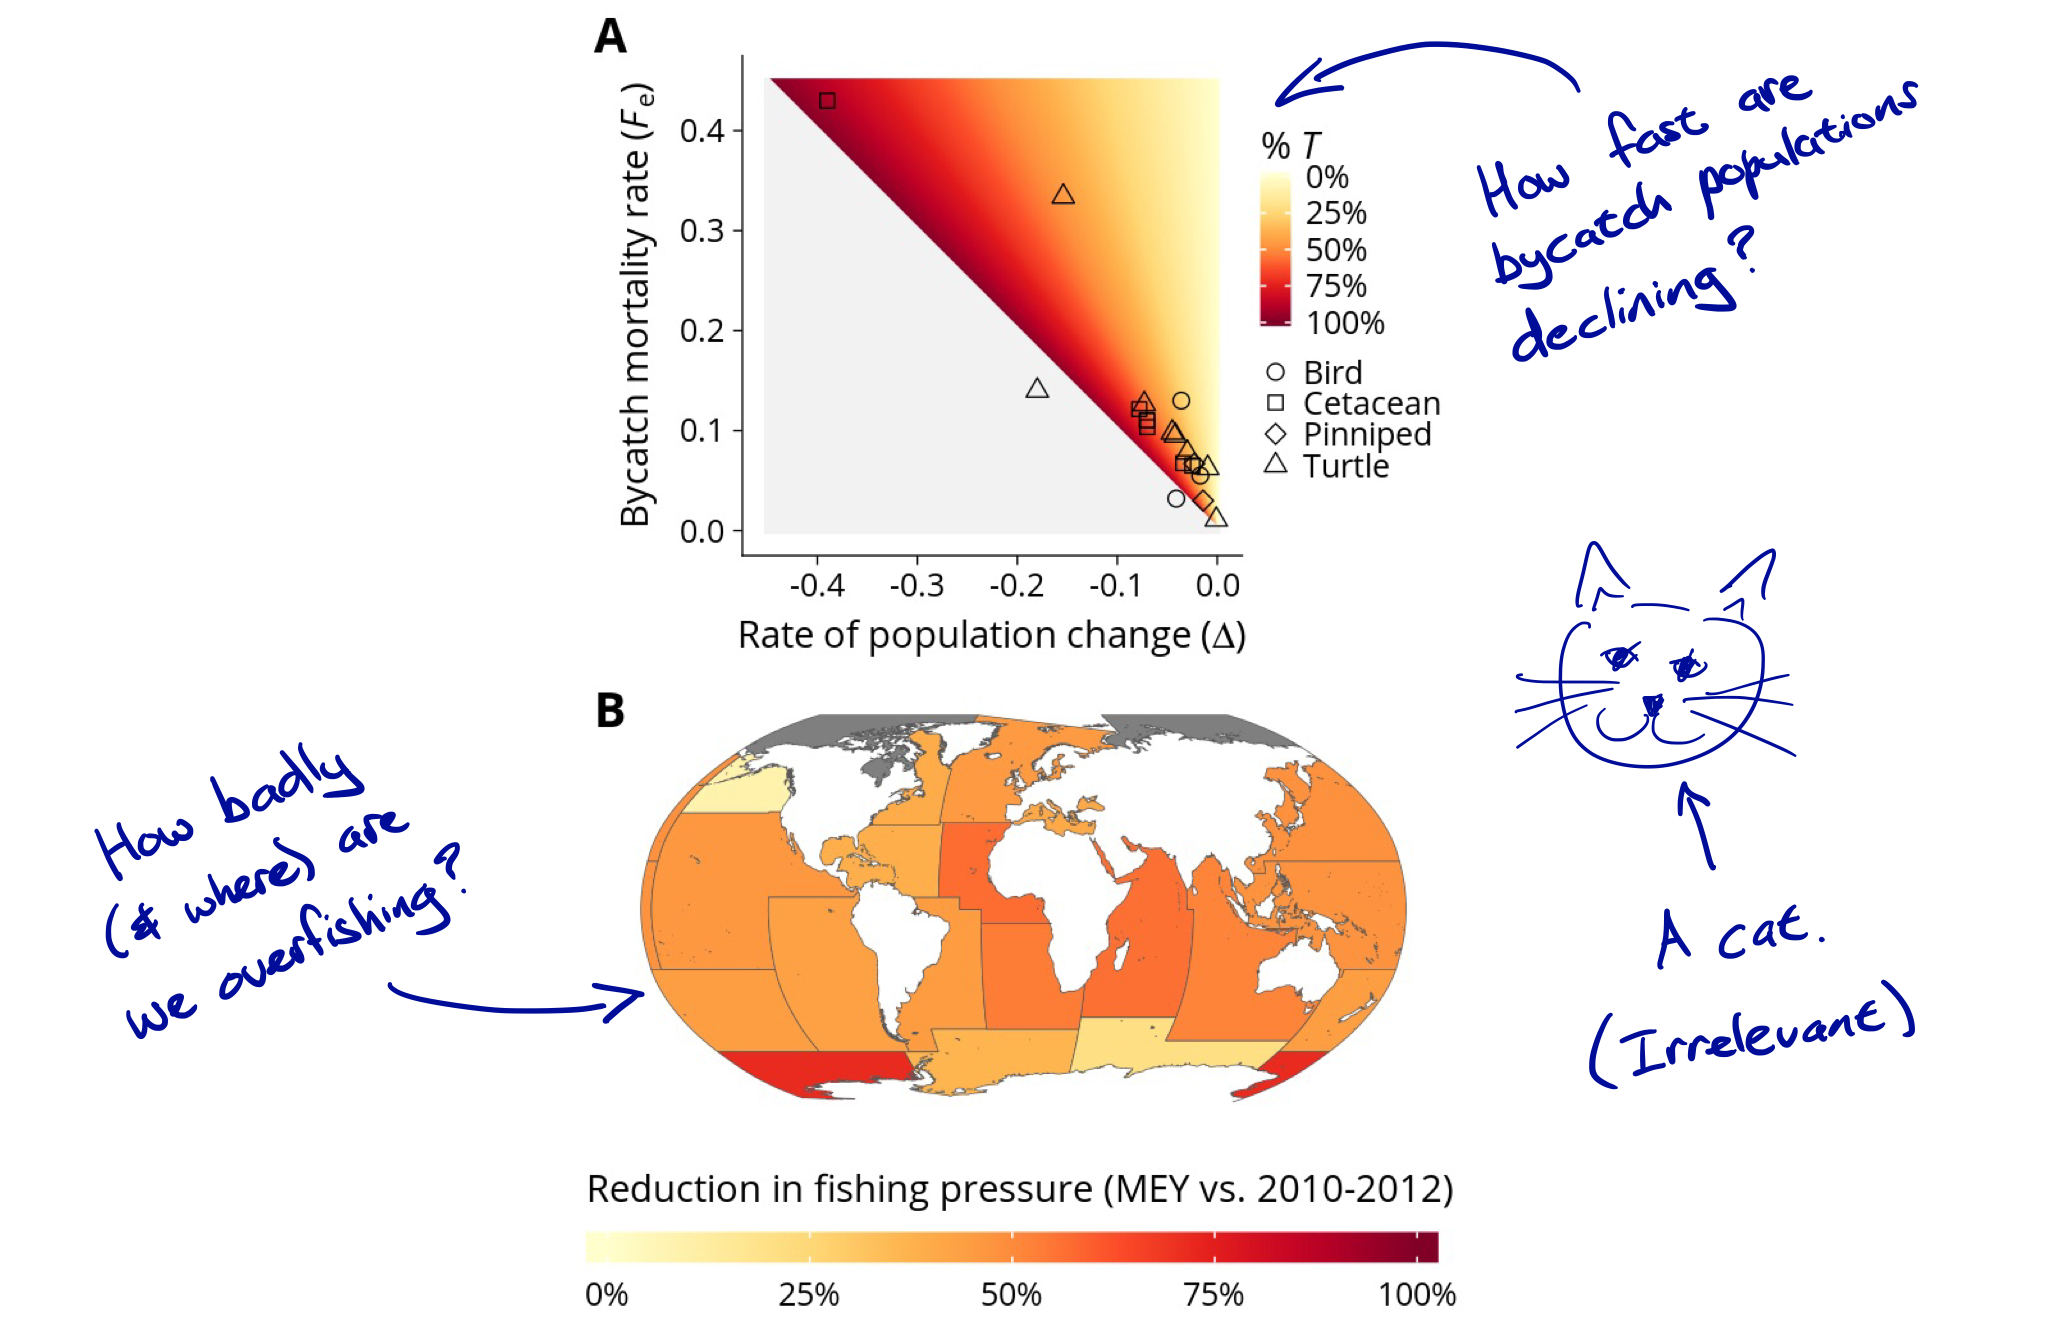 A
Bycatch mortality rate (Fe)
0.4
0.3
0.2
0.1
0.0
-0.4 -0.3 -0.2 -0.1 0.0
Rate of population change (Δ)
% T
0%
25%
50%
75%
100%
Bird
Cetacean
Pinniped
Turtle
How fast are
bycatch populations
declining?
B
How badly
(& where) are
we overfishing?
A cat.
(Irrelevant)
Reduction in fishing pressure (MEY vs. 2010-2012)
0% 25% 50% 75% 100%